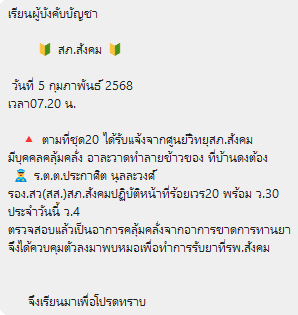 เรียนผู้บังคับบัญชา
🔰 สภ.สังคม 🔰
วันที่ 5 กุมภาพันธ์ 2568
เวลา07.20 น.
🔺 ตามที่ชุด20 ได้รับแจ้งจากศูนย์วิทยุสภ.สังคม
มีบุคคลคลุ้มคลั่ง อาละวาดทำลายข้าวของ ที่บ้านดงต้อง
👮 ร.ต.ต.ประกาศิต นุลละวงศ์
รอง.สว(สส.)สภ.สังคมปฏิบัติหน้าที่ร้อยเวร20 พร้อม ว.30
ประจำวันนี้ ว.4
ตรวจสอบแล้วเป็นอาการคลุ้มคลั่งจากอาการขาดการทานยา
จึงได้ควบคุมตัวลงมาพบหมอเพื่อทำการรับยาที่รพ.สังคม
จึงเรียนมาเพื่อโปรดทราบ